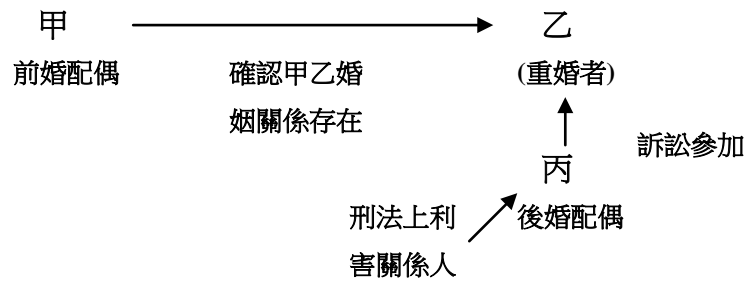 甲
乙
前婚配偶
確認甲乙婚
姻關係存在
(重婚者)
訴訟參加
丙
後婚配偶
刑法上利
害關係人